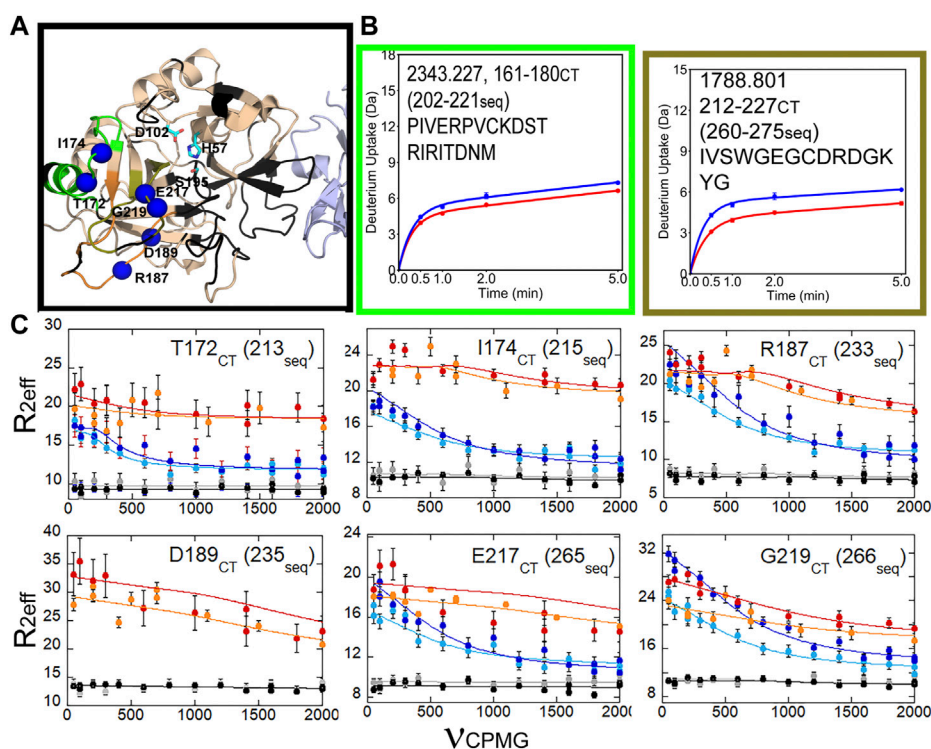 A
I174
D102
H57
S195
T172
E217
G219
D189
R187
B
Deuterium Uptake (Da)
18
15
12
9
6
3
0
2343.227, 161-180CT
(202-221seq)
PIVERPVCKDST
RIRITDNM
0.0 0.5 1.0 2.0 5.0
Time (min)
Deuterium Uptake (Da)
15
12
9
6
3
0
1788.801
212-227CT
(260-275seq)
IVSWGEGCDRDGK
YG
0.0 0.5 1.0 2.0 5.0
Time (min)
C
R2eff
30
25
20
15
10
T172CT (213seq)
0 500 1000 1500 2000
24
20
16
12
8
I174CT (215seq)
0 500 1000 1500 2000
25
20
15
10
5
R187CT (233seq)
0 500 1000 1500 2000
R2eff
40
35
30
25
20
15
10
D189CT (235seq)
0 500 1000 1500 2000
24
20
16
12
8
E217CT (265seq)
0 500 1000 1500 2000
32
28
24
20
16
12
8
G219CT (266seq)
0 500 1000 1500 2000
νCPMG